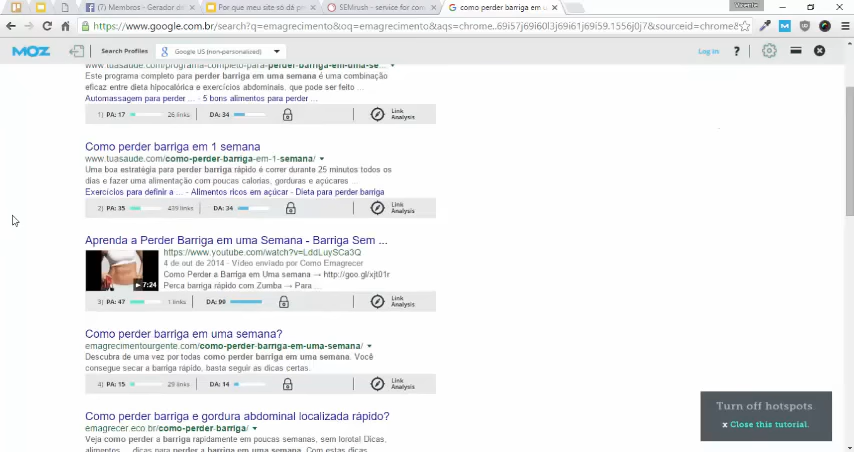 Vicente
Membros - Gerador de
Por que meu site só dá p
SEMrush - service for com
como perder barriga em u
https://www.google.com.br/search?q=emagrecimento&oq=emagrecimento&aqs=chrome..69i57j69i60l3j69i61j69i59.1556j0j7&sourceid=chrome&
MOZ Search Profiles Google US (non-personalized) Log in ?
www.tuasaude.com/programa-completo-para-perder-barriga-em-uma-se...
Este programa completo para perder barriga em uma semana é uma combinação
eficaz entre dieta hipocalórica e exercícios abdominais, que pode ser feito ...
Automassagem para perder ... - 5 bons alimentos para perder ...
1) PA: 17 26 links DA: 34 Link
Analysis
Como perder barriga em 1 semana
www.tuasaude.com/como-perder-barriga-em-1-semana/
Uma boa estratégia para perder barriga rápido é correr durante 25 minutos todos os
dias e fazer uma alimentação com poucas calorias, gorduras e açúcares ...
Exercícios para definir a ... - Alimentos ricos em açúcar - Dieta para perder barriga
2) PA: 35 439 links DA: 34 Link
Analysis
Aprenda a Perder Barriga em uma Semana - Barriga Sem ...
https://www.youtube.com/watch?v=LddLuySCa3Q
4 de out de 2014 - Vídeo enviado por Como Emagrecer
Como Perder a Barriga em Uma semana → http://goo.gl/xjt01r
Perca barriga rápido com Zumba → Para ...
7:24
3) PA: 47 1 links DA: 99 Link
Analysis
Como perder barriga em uma semana?
emagrecimentourgente.com/como-perder-barriga-em-uma-semana/
Descubra de uma vez por todas como perder barriga em uma semana. Você
consegue secar a barriga rápido, basta seguir as dicas certas.
4) PA: 15 29 links DA: 14 Link
Analysis
Como perder barriga e gordura abdominal localizada rápido?
emagrecer.eco.br/como-perder-barriga/
Veja como perder a barriga rapidamente em poucas semanas, sem lorota! Dicas,
alimentos ... para perder a barriga em uma semana. Com estas dicas
Turn off hotspots
x Close this tutorial.